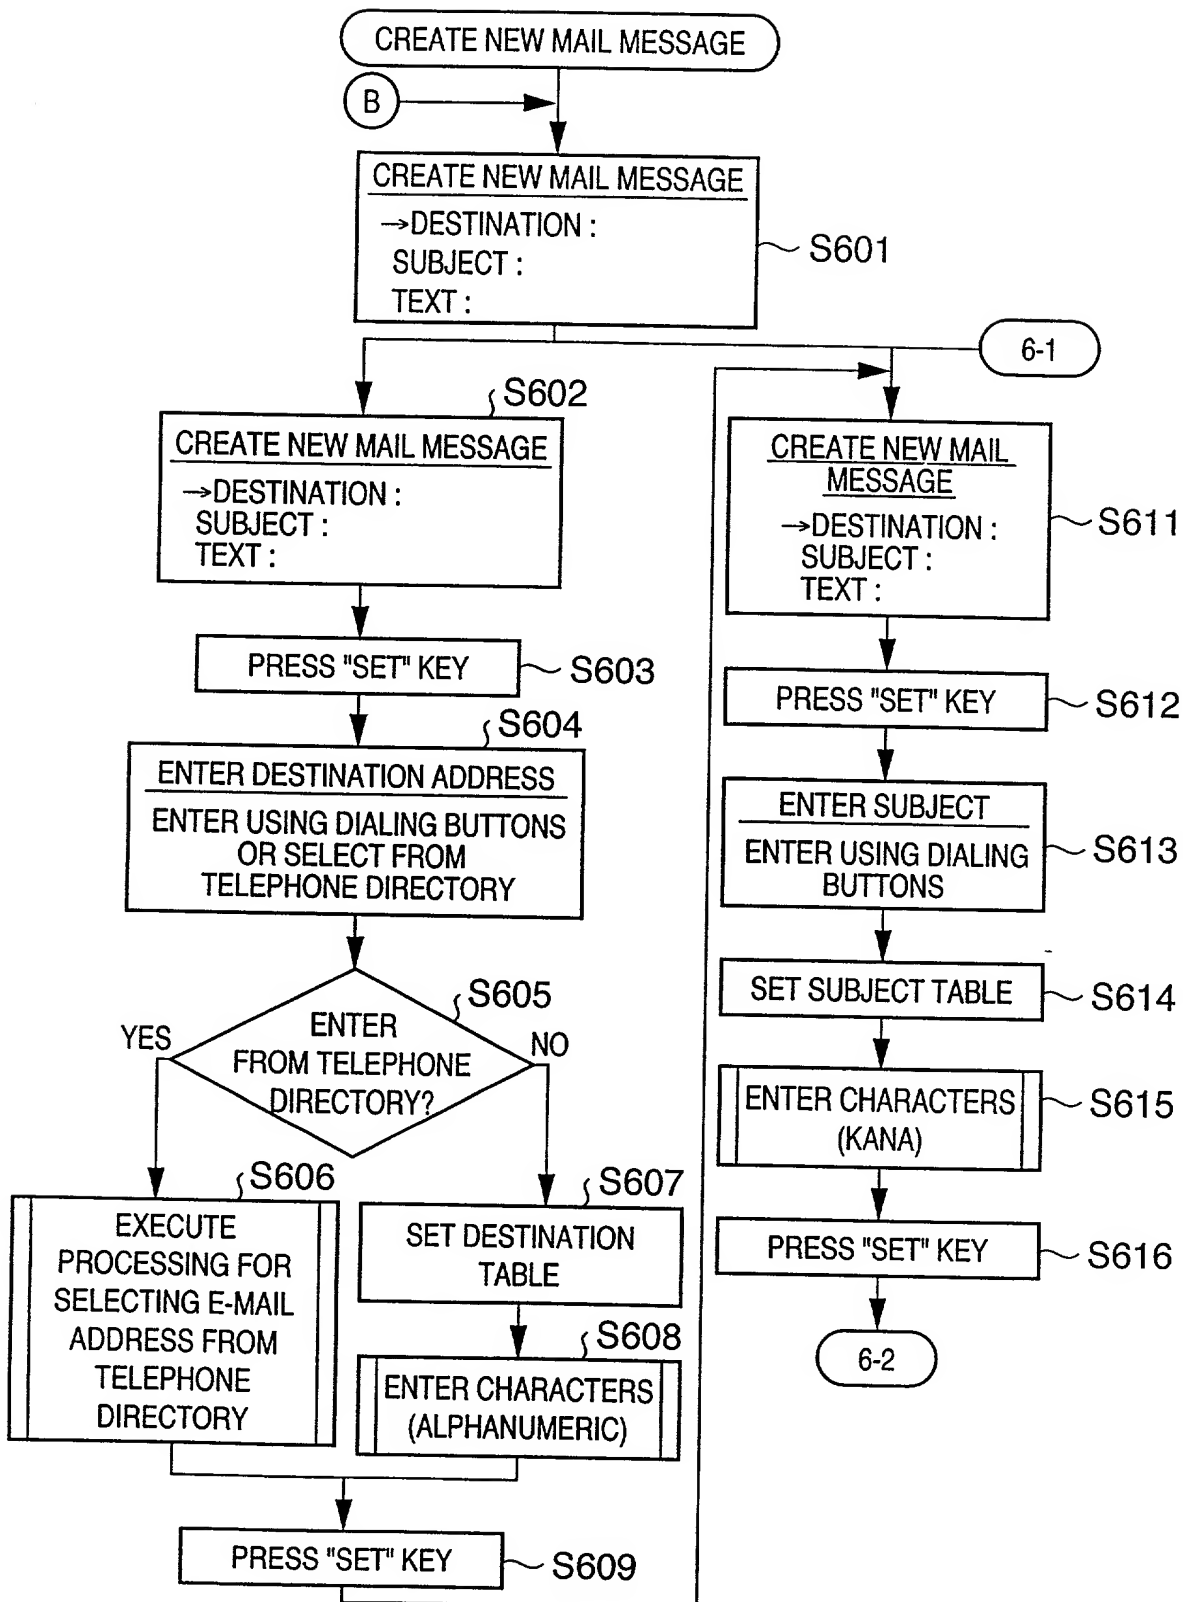 CREATE NEW MAIL MESSAGE
B
CREATE NEW MAIL MESSAGE
→DESTINATION :
SUBJECT :
TEXT :
S601
6-1
S602
CREATE NEW MAIL MESSAGE
→DESTINATION :
SUBJECT :
TEXT :
PRESS "SET" KEY
S603
S604
ENTER DESTINATION ADDRESS
ENTER USING DIALING BUTTONS
OR SELECT FROM
TELEPHONE DIRECTORY
S605
YES
ENTER
FROM TELEPHONE
DIRECTORY?
NO
S606
EXECUTE
PROCESSING FOR
SELECTING E-MAIL
ADDRESS FROM
TELEPHONE
DIRECTORY
S607
SET DESTINATION
TABLE
S608
ENTER CHARACTERS
(ALPHANUMERIC)
PRESS "SET" KEY
S609
CREATE NEW MAIL
MESSAGE
→DESTINATION :
SUBJECT :
TEXT :
S611
PRESS "SET" KEY
S612
ENTER SUBJECT
ENTER USING DIALING
BUTTONS
S613
SET SUBJECT TABLE
S614
ENTER CHARACTERS
(KANA)
S615
PRESS "SET" KEY
S616
6-2